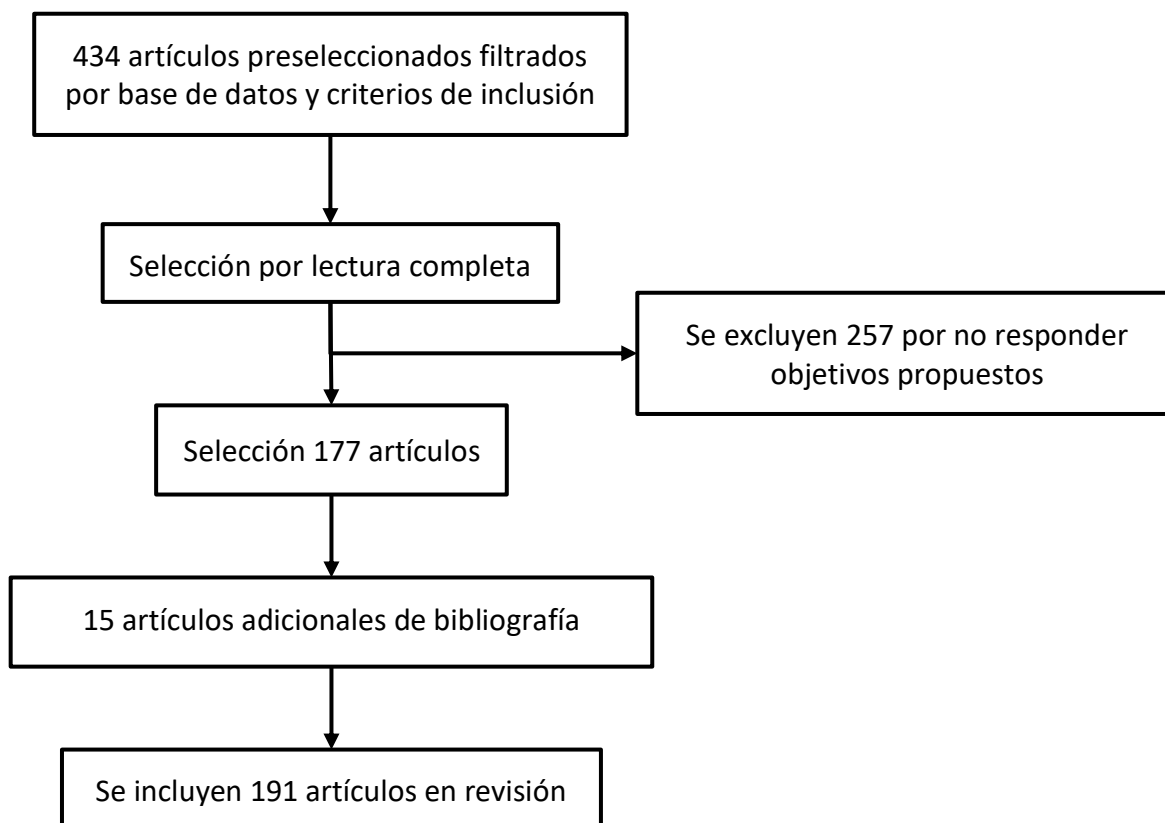 434 artículos preseleccionados filtrados
por base de datos y criterios de inclusión
Selección por lectura completa
Se excluyen 257 por no responder
objetivos propuestos
Selección 177 artículos
15 artículos adicionales de bibliografía
Se incluyen 191 artículos en revisión